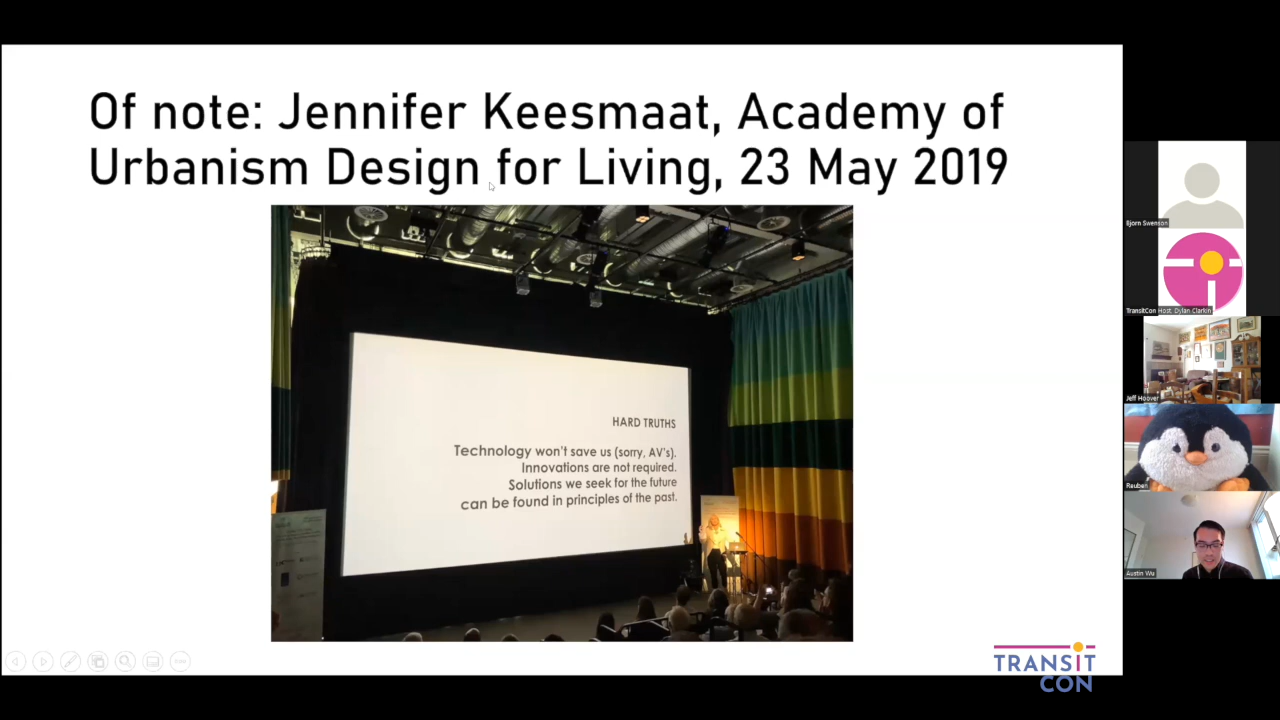 Of note: Jennifer Keesmaat, Academy of
Urbanism Design for Living, 23 May 2019
HARD TRUTHS
Technology won't save us (sorry, AV's).
Innovations are not required.
Solutions we seek for the future
can be found in principles of the past.
TRANSIT
CON
Bjorn Swenson
TransitCon Host: Dylan Clarkin
Jeff Hoover
Reuben
Austin Wu